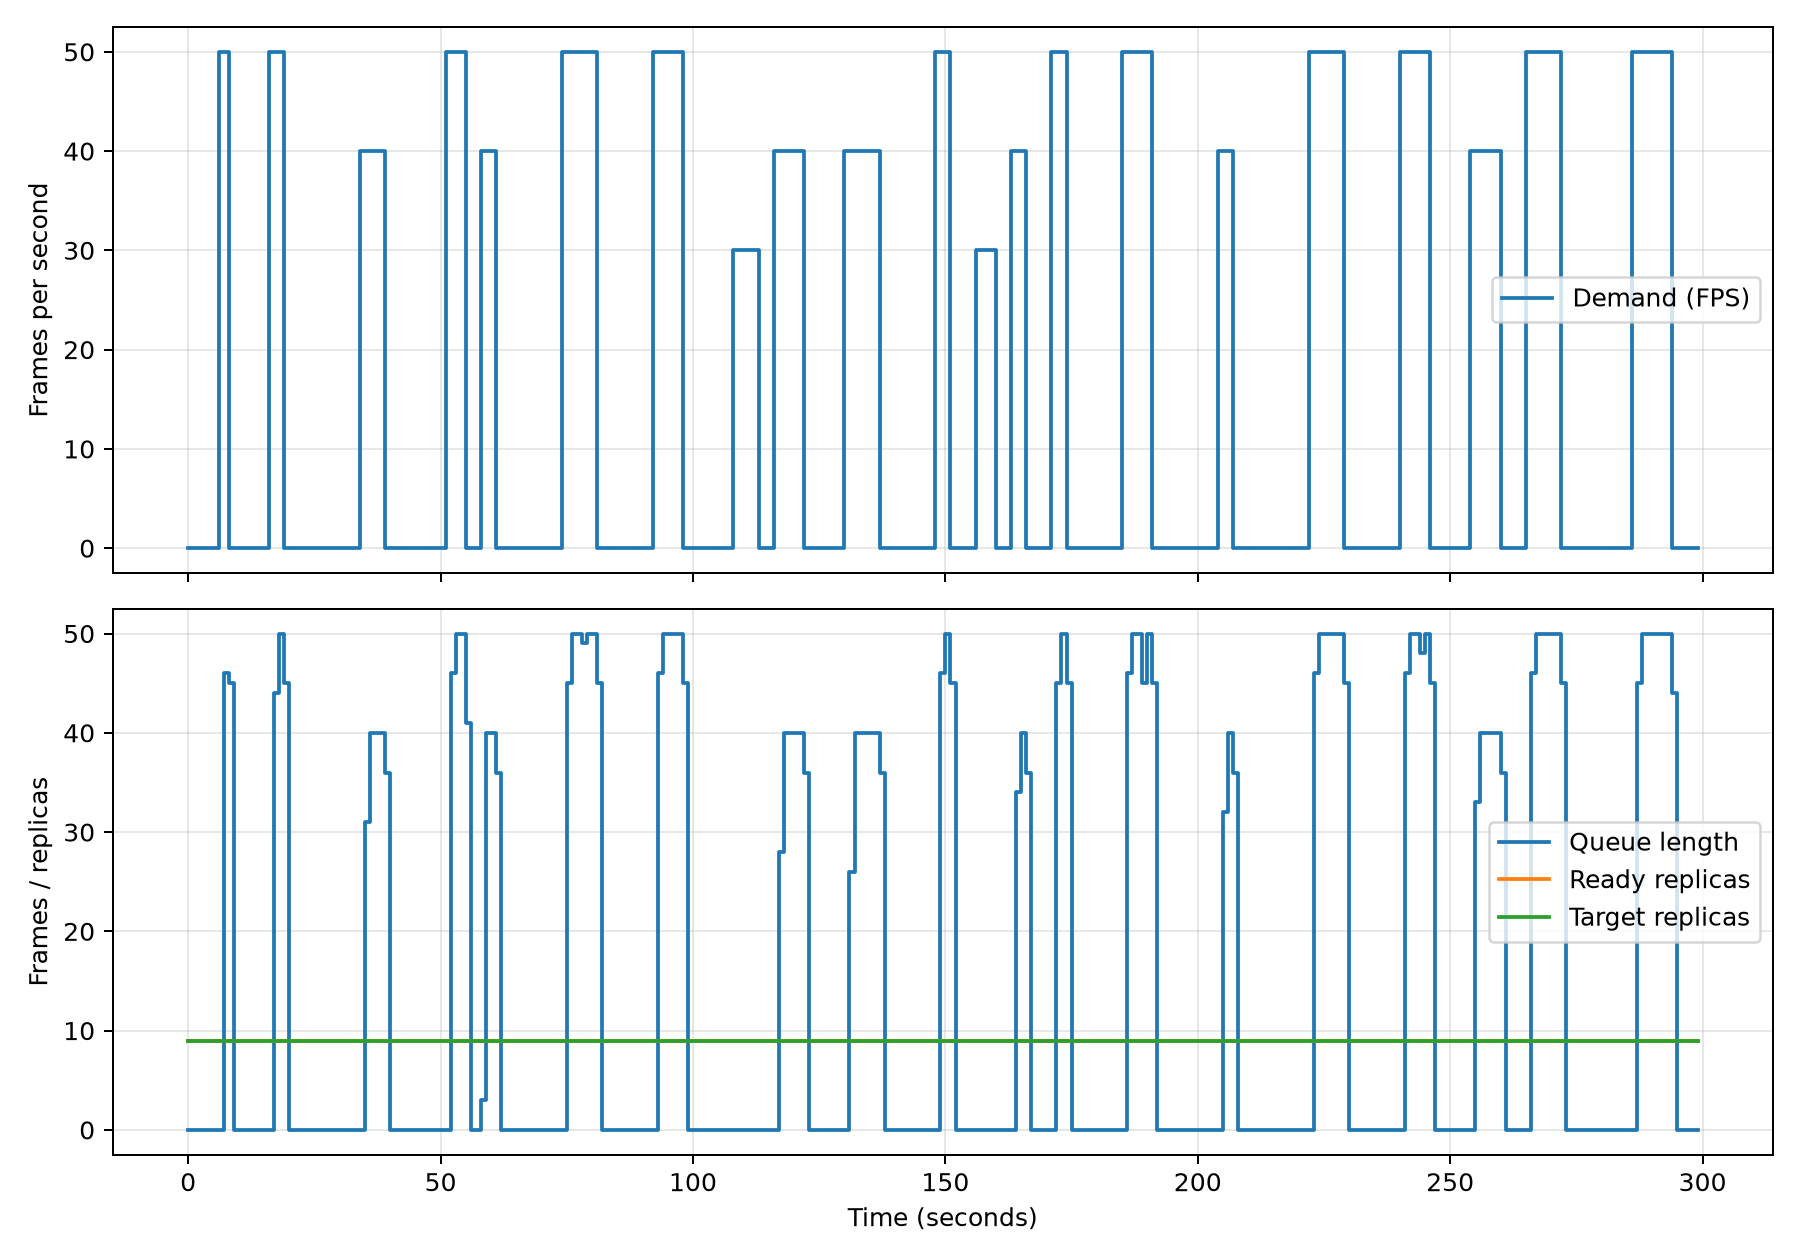 50
40
30
20
10
0
Frames per second
Demand (FPS)
50
40
30
20
10
0
Frames / replicas
Queue length
Ready replicas
Target replicas
0 50 100 150 200 250 300
Time (seconds)